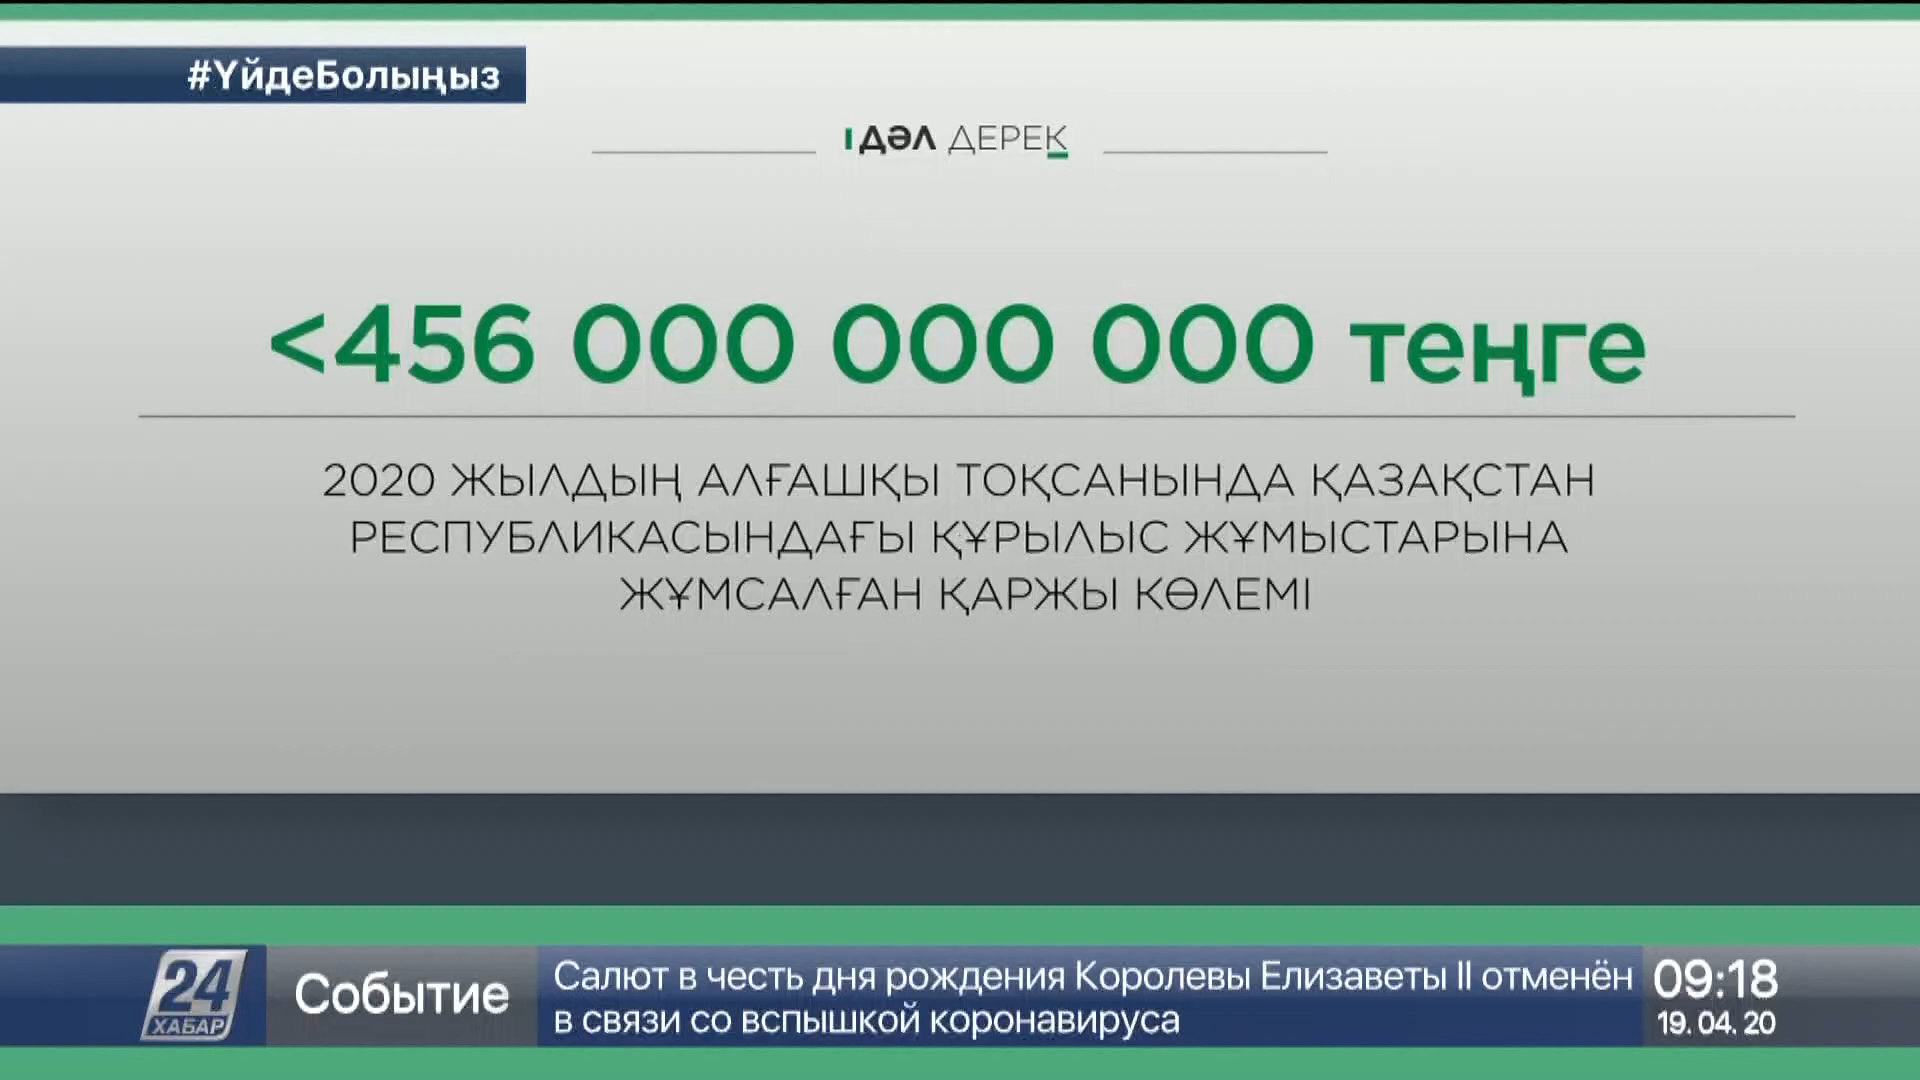 #ҮйдеБолыңыз
ДӘЛ ДЕРЕК
<456 000 000 000 теңге
2020 ЖЫЛДЫҢ АЛҒАШҚЫ ТОҚСАНЫНДА ҚАЗАҚСТАН
РЕСПУБЛИКАСЫНДАҒЫ ҚҰРЫЛЫС ЖҰМЫСТАРЫНА
ЖҰМСАЛҒАН ҚАРЖЫ КӨЛЕМІ
24
ХАБАР
Событие
Салют в честь дня рождения Королевы Елизаветы II отменён
в связи со вспышкой коронавируса
09:18
19. 04. 20